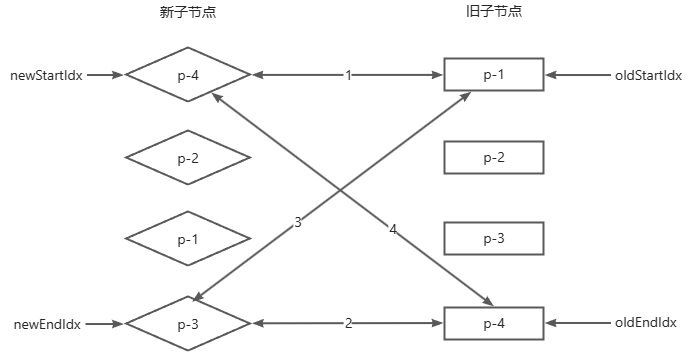 新子节点
旧子节点
newStartIdx
p-4
1
p-1
oldStartIdx
p-2
p-2
3
4
p-1
p-3
newEndIdx
p-3
2
p-4
oldEndIdx